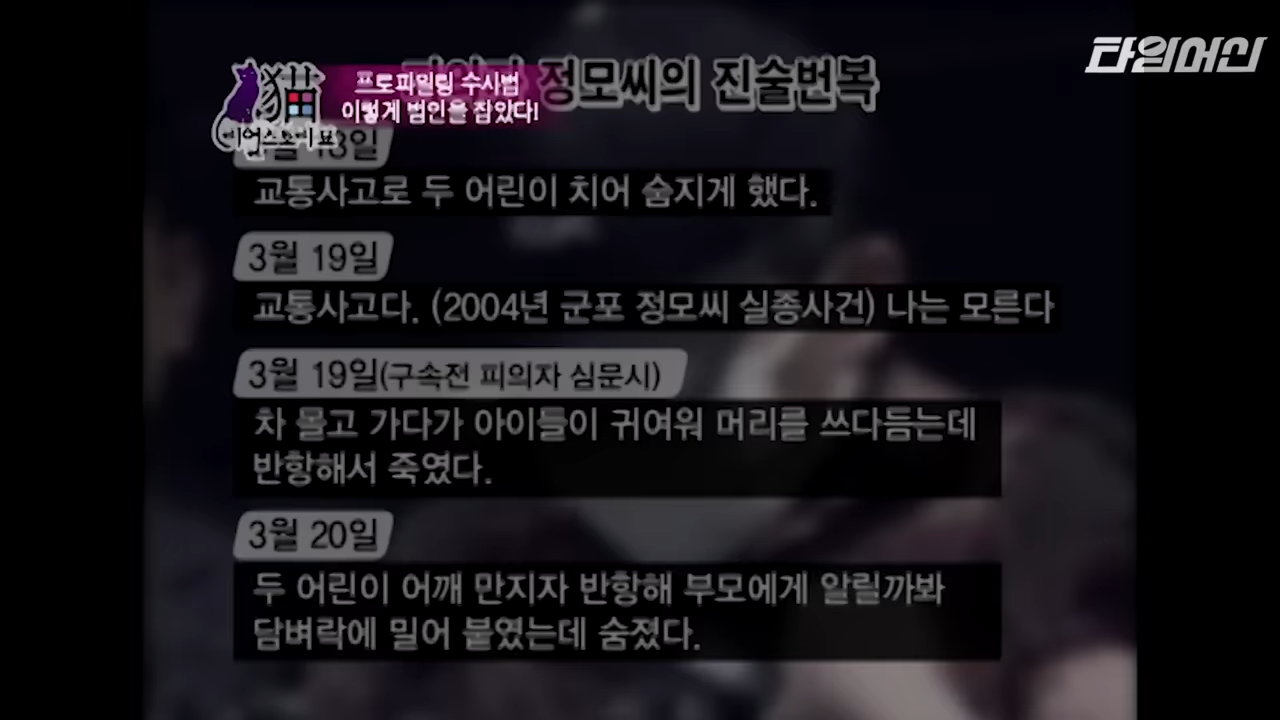 타임머신
프로파일링 수사법
이렇게 범인을 잡았다!
정모씨의 진술번복
猫
교통사고로 두 어린이 치어 숨지게 했다.
3월 19일
교통사고다. (2004년 군포 정모씨 실종사건) 나는 모른다
3월 19일(구속전 피의자 심문시)
차 몰고 가다가 아이들이 귀여워 머리를 쓰다듬는데
반항해서 죽였다.
3월 20일
두 어린이 어깨 만지자 반항해 부모에게 알릴까봐
담벼락에 밀어 붙였는데 숨졌다.